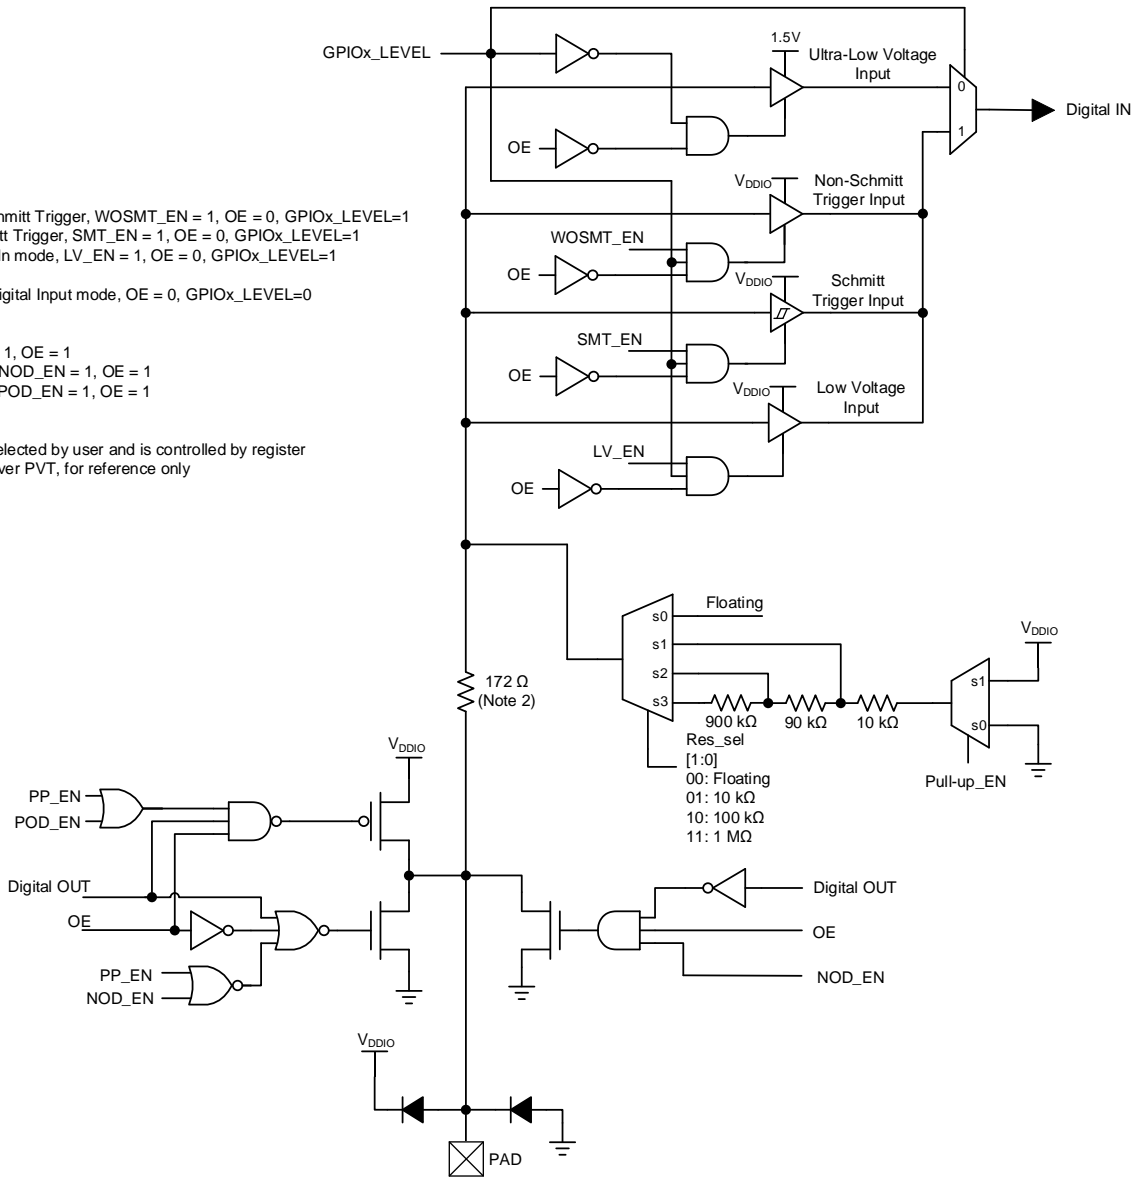 GPIOx_LEVEL
1.5V
Ultra-Low Voltage
Input
0
1
Digital IN
OE
VDDIO
Non-Schmitt
Trigger Input
Trigger, WOSMT_EN = 1, OE = 0, GPIOx_LEVEL=1
Trigger, SMT_EN = 1, OE = 0, GPIOx_LEVEL=1
mode, LV_EN = 1, OE = 0, GPIOx_LEVEL=1
Input mode, OE = 0, GPIOx_LEVEL=0
1, OE = 1
NOD_EN = 1, OE = 1
POD_EN = 1, OE = 1
by user and is controlled by register
PVT, for reference only
WOSMT_EN
OE
VDDIO
Schmitt
Trigger Input
SMT_EN
OE
VDDIO
Low Voltage
Input
LV_EN
OE
Floating
s0
s1
s2
s3
900 kΩ
90 kΩ
10 kΩ
VDDIO
s1
s0
Pull-up_EN
Res_sel
[1:0]
00: Floating
01: 10 kΩ
10: 100 kΩ
11: 1 MΩ
172 Ω
(Note 2)
VDDIO
PP_EN
POD_EN
Digital OUT
OE
PP_EN
NOD_EN
Digital OUT
OE
NOD_EN
VDDIO
PAD